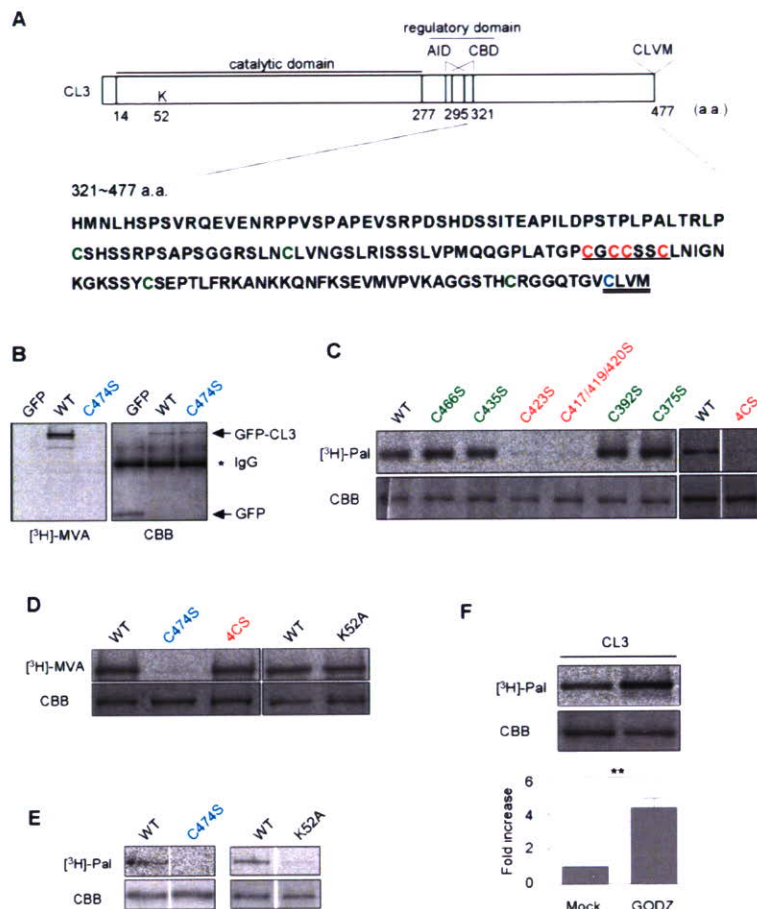 A
regulatory domain
AID CBD
CLVM
catalytic domain
CL3
K
14 52 277 295 321 477 (a.a.)
321~477 a.a.
HMNLHSPSVRQEVENRPPVSPAPEVSRPDSHDSSITEAPILDPSTPLPALTRLP
CSHSSRPSAPSGGRSLNCLVNGSLRISSSLVPMQQGPLATGPCGCCSSCLNIGN
KGKSSYCSEPTLFRKANKKQNFKSEVMVPVKAGGSTHCRGGQTGVCLVM
B
GFP WT C474S GFP WT C474S
GFP-CL3
* IgG
GFP
[³H]-MVA CBB
C
WT C466S C435S C423S C417/419/420S C392S C375S WT 4CS
[³H]-Pal
CBB
D
WT C474S 4CS WT K52A
[³H]-MVA
CBB
E
WT C474S WT K52A
[³H]-Pal
CBB
F
CL3
[³H]-Pal
CBB
**
Fold increase
6
4
2
0
Mock GODZ